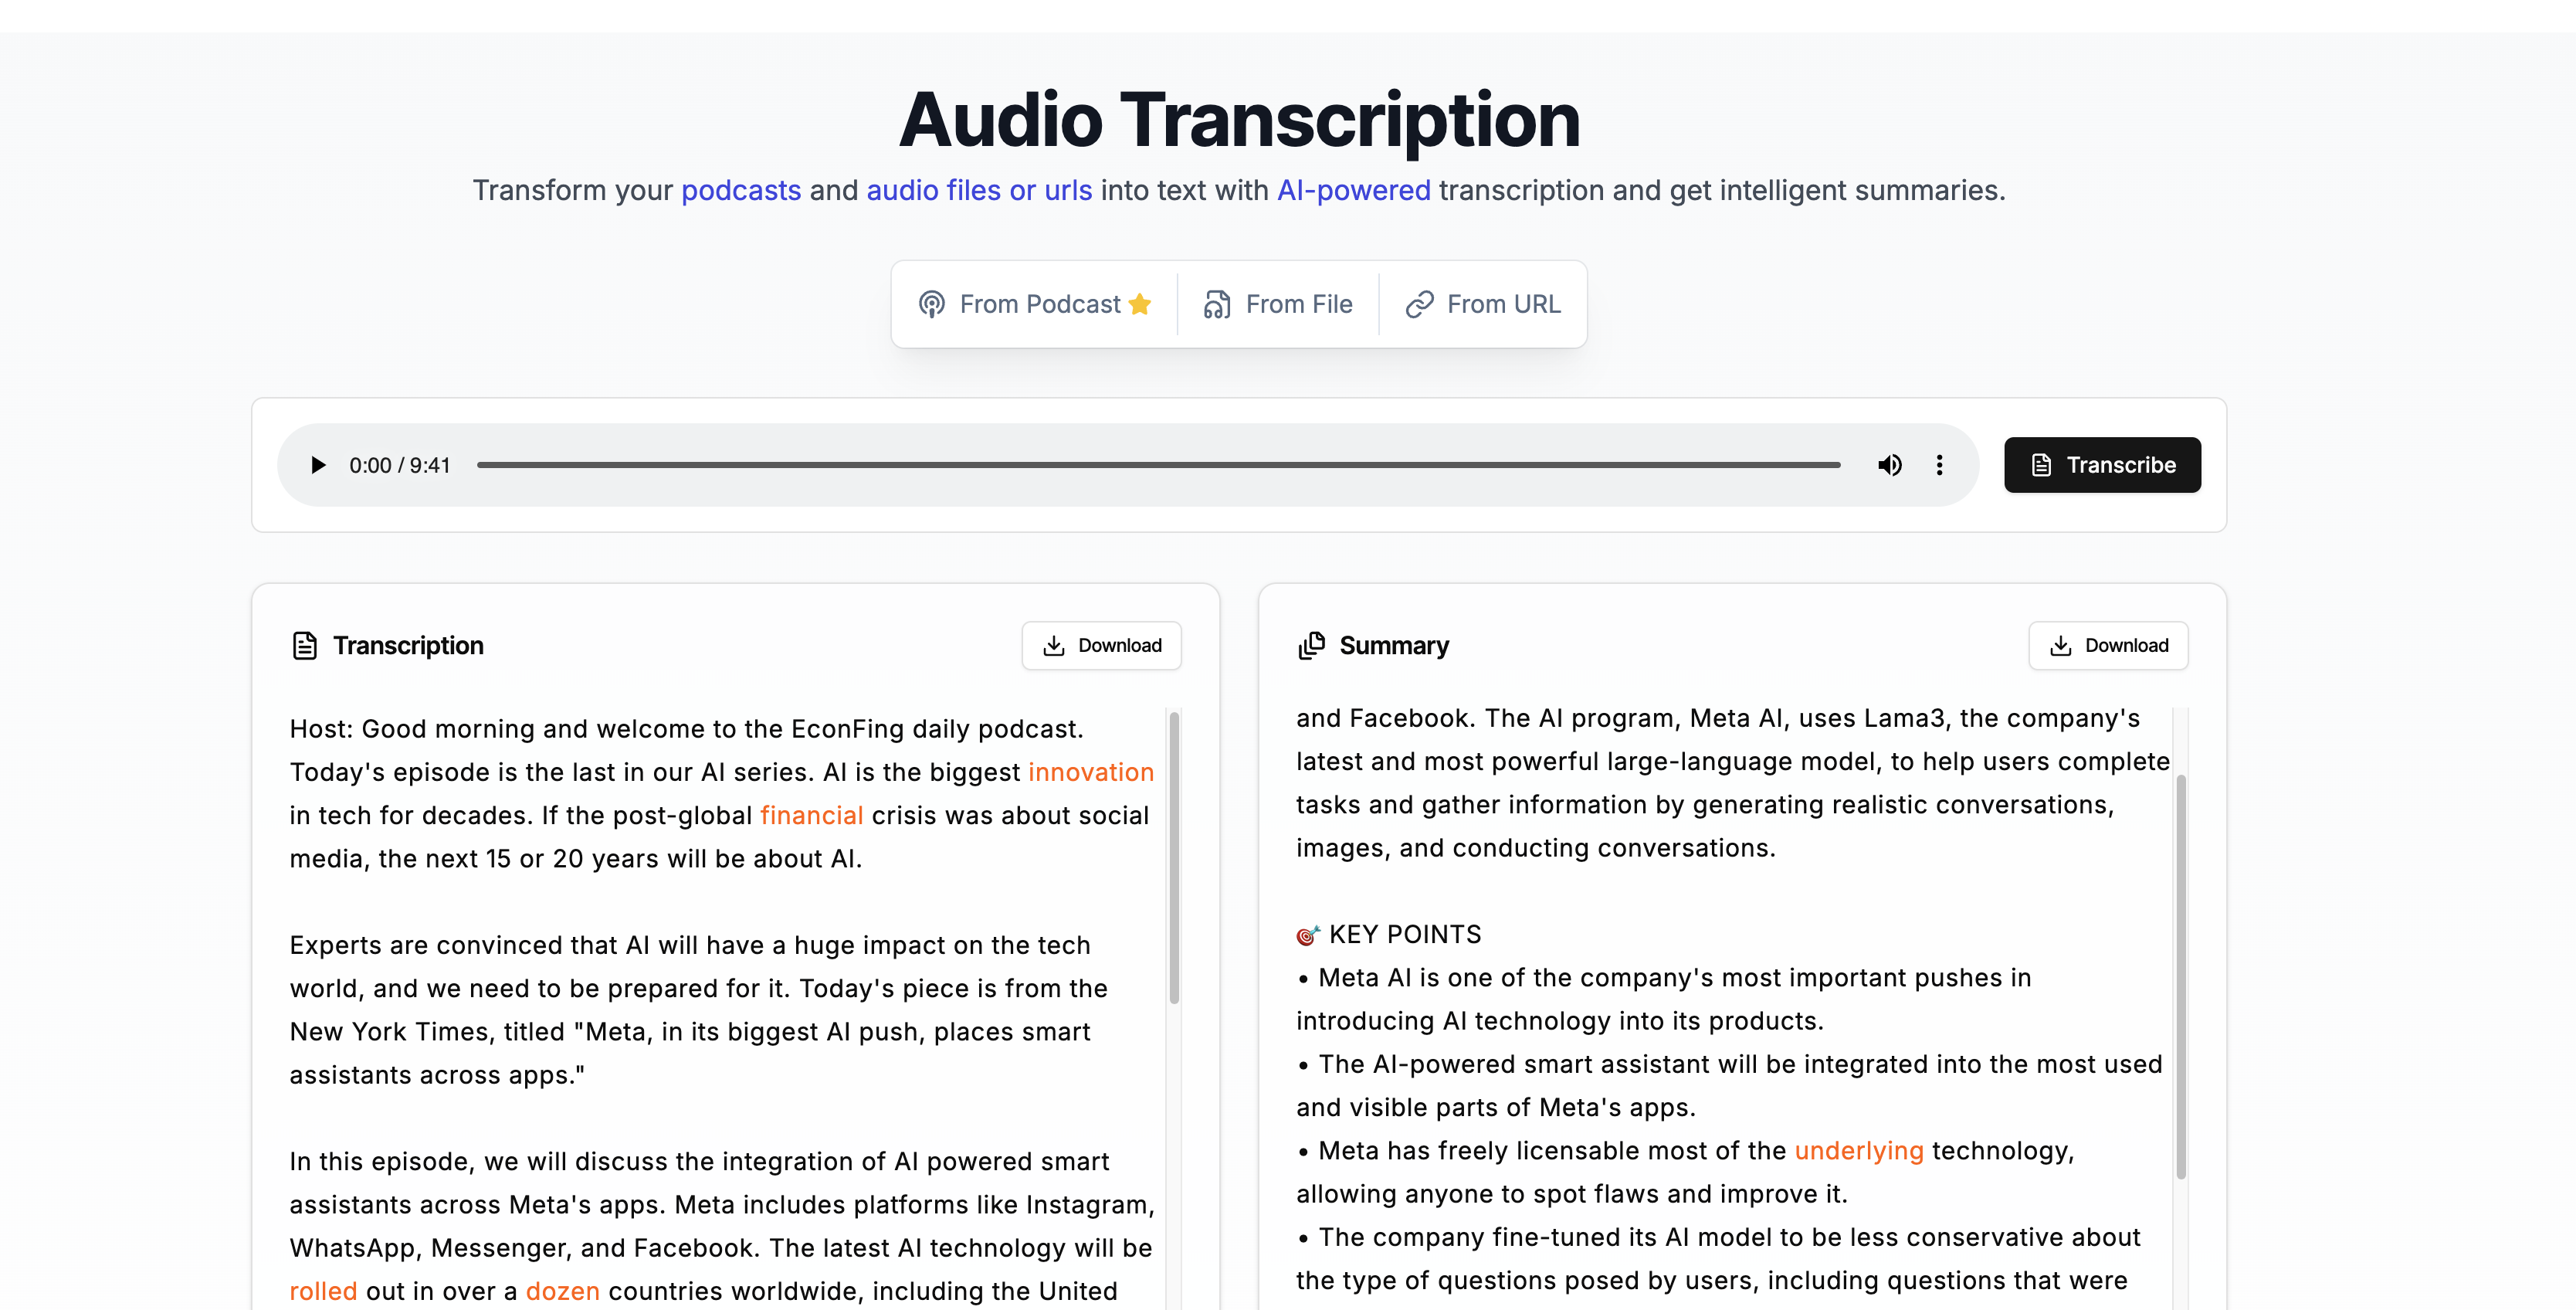 Audio Transcription
Transform your podcasts and audio files or urls into text with AI-powered transcription and get intelligent summaries.
From Podcast⭐ From File From URL
0:00 / 9:41 Transcribe
Transcription Download
Host: Good morning and welcome to the EconFing daily podcast.
Today's episode is the last in our AI series. AI is the biggest innovation
in tech for decades. If the post-global financial crisis was about social
media, the next 15 or 20 years will be about AI.
Experts are convinced that AI will have a huge impact on the tech
world, and we need to be prepared for it. Today's piece is from the
New York Times, titled "Meta, in its biggest AI push, places smart
assistants across apps."
In this episode, we will discuss the integration of AI powered smart
assistants across Meta's apps. Meta includes platforms like Instagram,
WhatsApp, Messenger, and Facebook. The latest AI technology will be
rolled out in over a dozen countries worldwide, including the United
Summary Download
and Facebook. The AI program, Meta AI, uses Lama3, the company's
latest and most powerful large-language model, to help users complete
tasks and gather information by generating realistic conversations,
images, and conducting conversations.
🎯 KEY POINTS
• Meta AI is one of the company's most important pushes in
introducing AI technology into its products.
• The AI-powered smart assistant will be integrated into the most used
and visible parts of Meta's apps.
• Meta has freely licensable most of the underlying technology,
allowing anyone to spot flaws and improve it.
• The company fine-tuned its AI model to be less conservative about
the type of questions posed by users, including questions that were